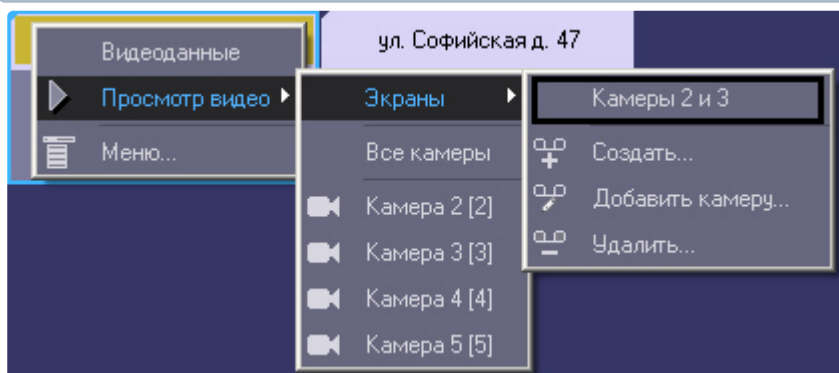 ул. Софийская д. 47
Видеоданные
Просмотр видео
Меню...
Экраны
Все камеры
Камера 2 [2]
Камера 3 [3]
Камера 4 [4]
Камера 5 [5]
Камеры 2 и 3
Создать...
Добавить камеру...
Удалить...